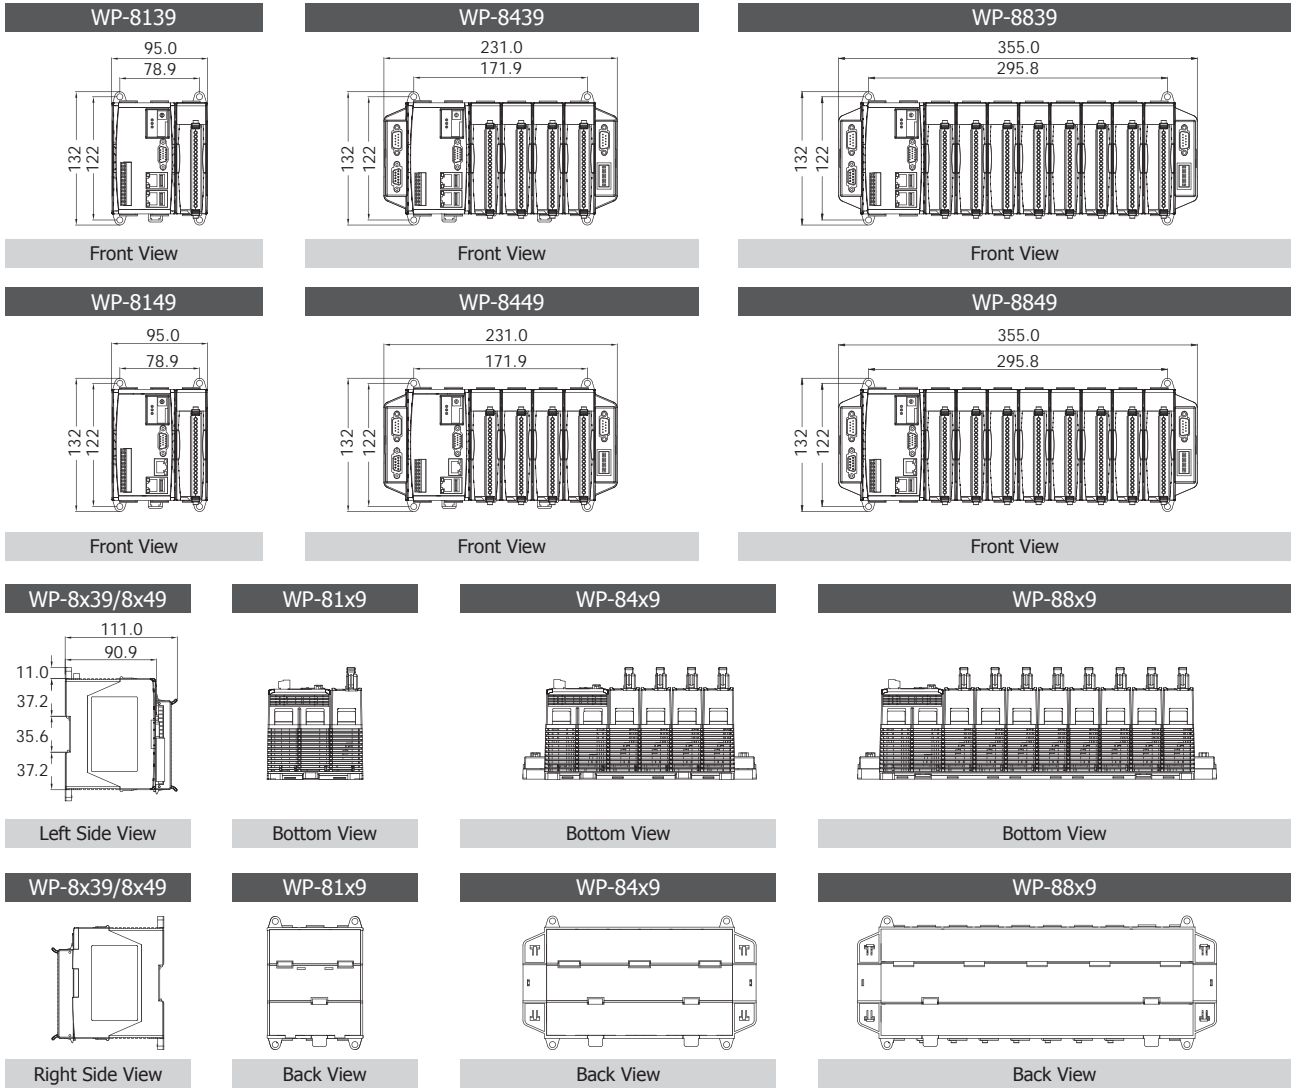 WP-8139
WP-8439
WP-8839
95.0
78.9
132
122
231.0
171.9
132
122
355.0
295.8
132
122
Front View
Front View
Front View
WP-8149
WP-8449
WP-8849
95.0
78.9
132
122
231.0
171.9
132
122
355.0
295.8
132
122
Front View
Front View
Front View
WP-8x39/8x49
WP-81x9
WP-84x9
WP-88x9
111.0
90.9
11.0
37.2
35.6
37.2
Left Side View
Bottom View
Bottom View
Bottom View
WP-8x39/8x49
WP-81x9
WP-84x9
WP-88x9
Right Side View
Back View
Back View
Back View